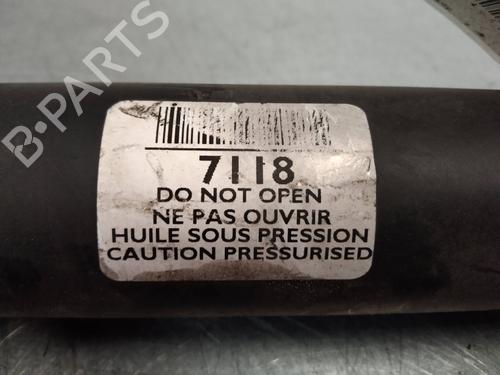 B-PARTS
7118
DO NOT OPEN
NE PAS OUVRIR
HUILE SOUS PRESSION
CAUTION PRESSURISED